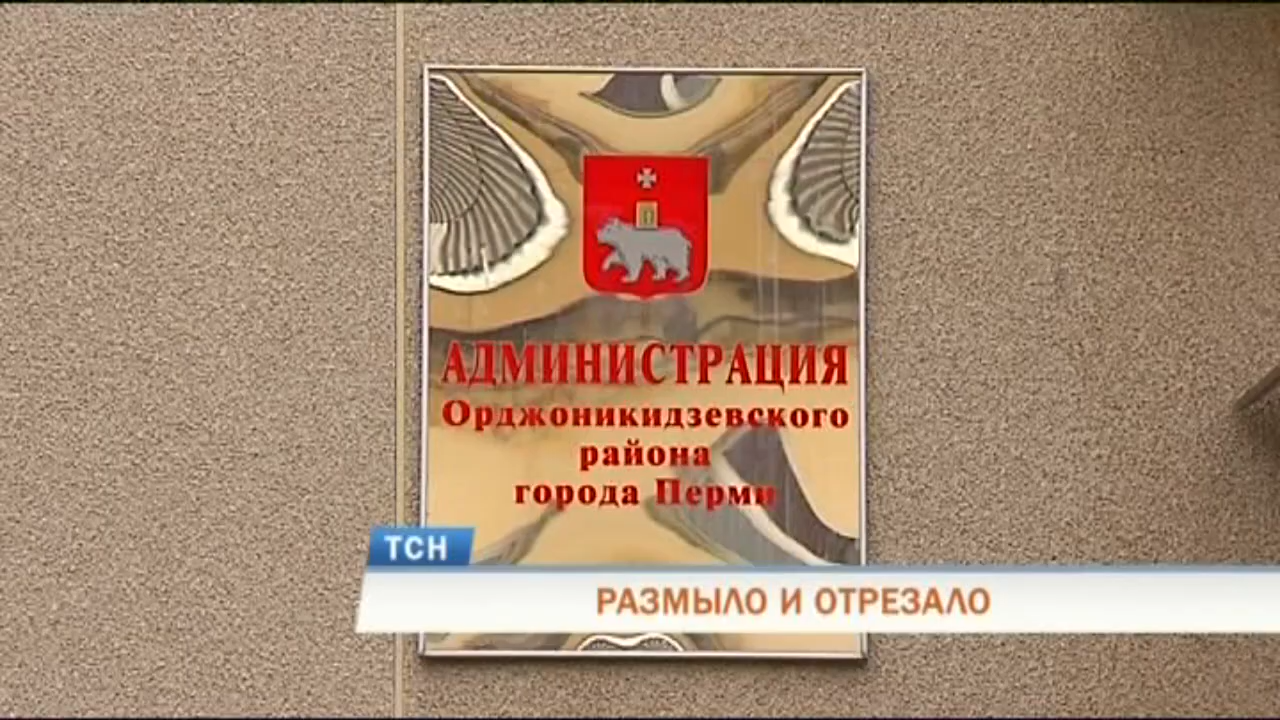 АДМИНИСТРАЦИЯ
Орджоникидзевского
района
города Перми
ТСН
РАЗМЫЛО И ОТРЕЗАЛО